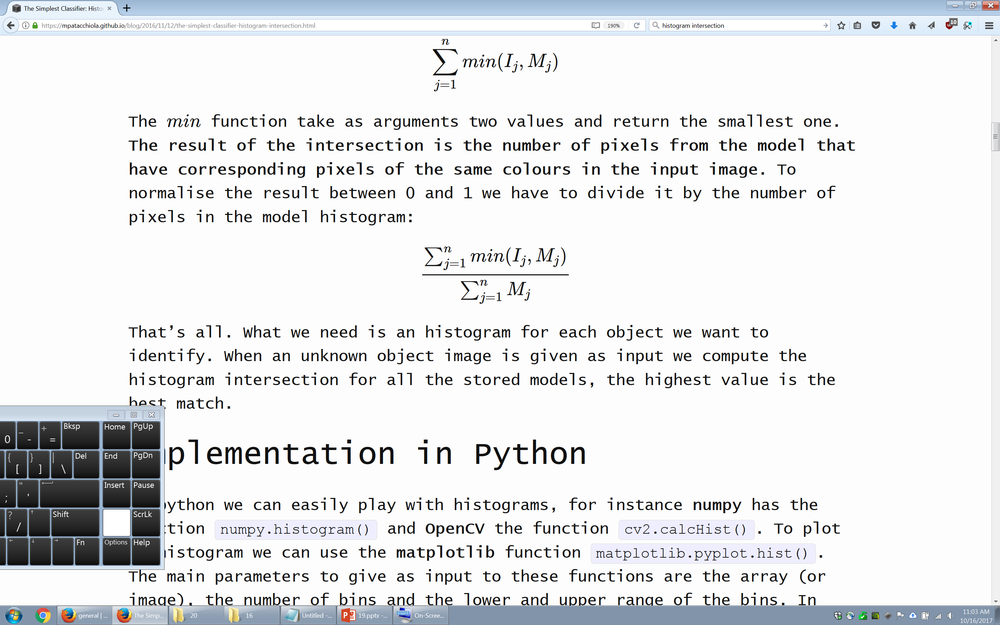 The Simplest Classifier: Histo
https://mpatacchiola.github.io/blog/2016/11/12/the-simplest-classifier-histogram-intersection.html
190%
histogram intersection
10
n
∑ min(I_j, M_j)
j=1
The min function take as arguments two values and return the smallest one.
The result of the intersection is the number of pixels from the model that
have corresponding pixels of the same colours in the input image. To
normalise the result between 0 and 1 we have to divide it by the number of
pixels in the model histogram:
∑_{j=1}^{n} min(I_j, M_j)
∑_{j=1}^{n} M_j
That’s all. What we need is an histogram for each object we want to
identify. When an unknown object image is given as input we compute the
histogram intersection for all the stored models, the highest value is the
best match.
plementation in Python
python we can easily play with histograms, for instance numpy has the
ction numpy.histogram() and OpenCV the function cv2.calcHist(). To plot
histogram we can use the matplotlib function matplotlib.pyplot.hist().
The main parameters to give as input to these functions are the array (or
image), the number of bins and the lower and upper range of the bins. In
0 _ - + = Bksp Home PgUp
{ [ } ] | \ Del End PgDn
; " ' Insert Pause
? / ↑ Shift ScrLk
← ↓ → Fn Options Help
general | ...
The Simp...
20
16
Untitled -...
19.pptx -...
On-Scree...
11:03 AM
10/16/2017